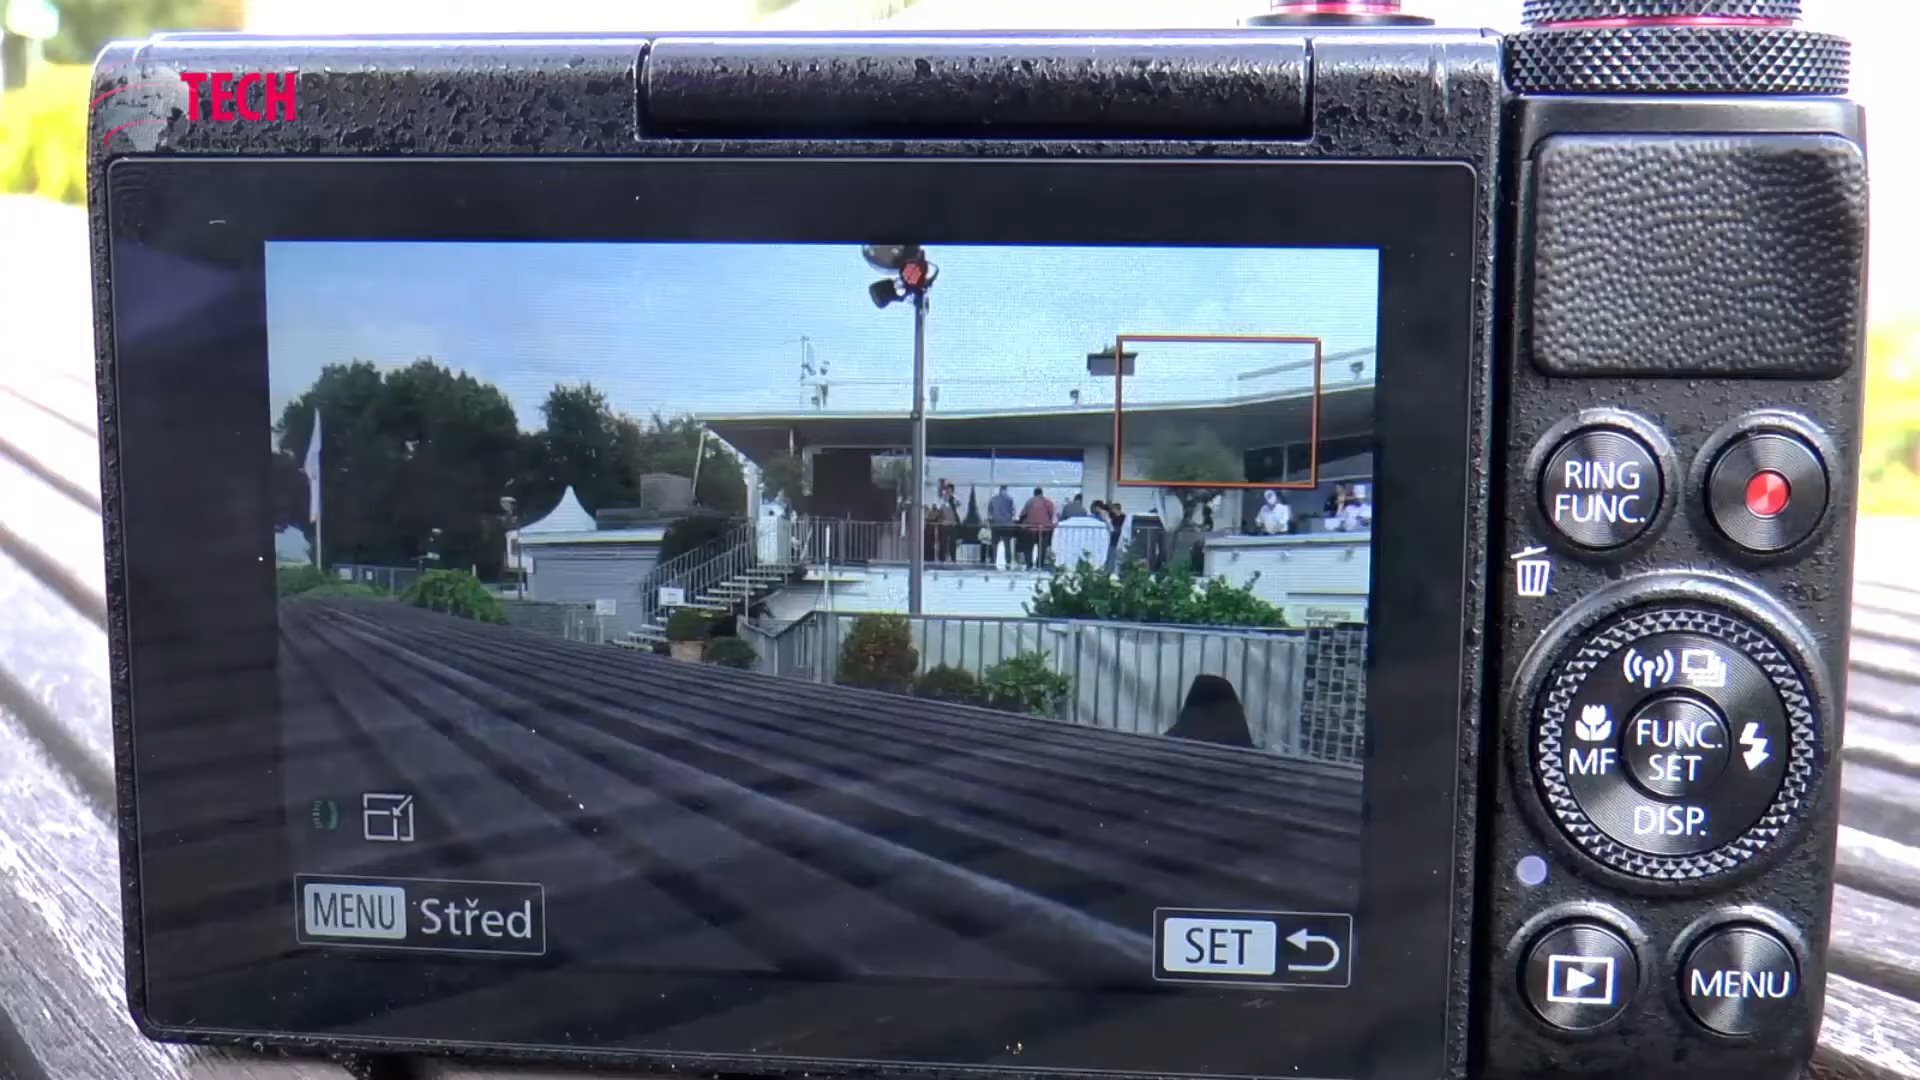 TECH
RING
FUNC.
MF
FUNC.
SET
DISP.
MENU Střed
SET
MENU